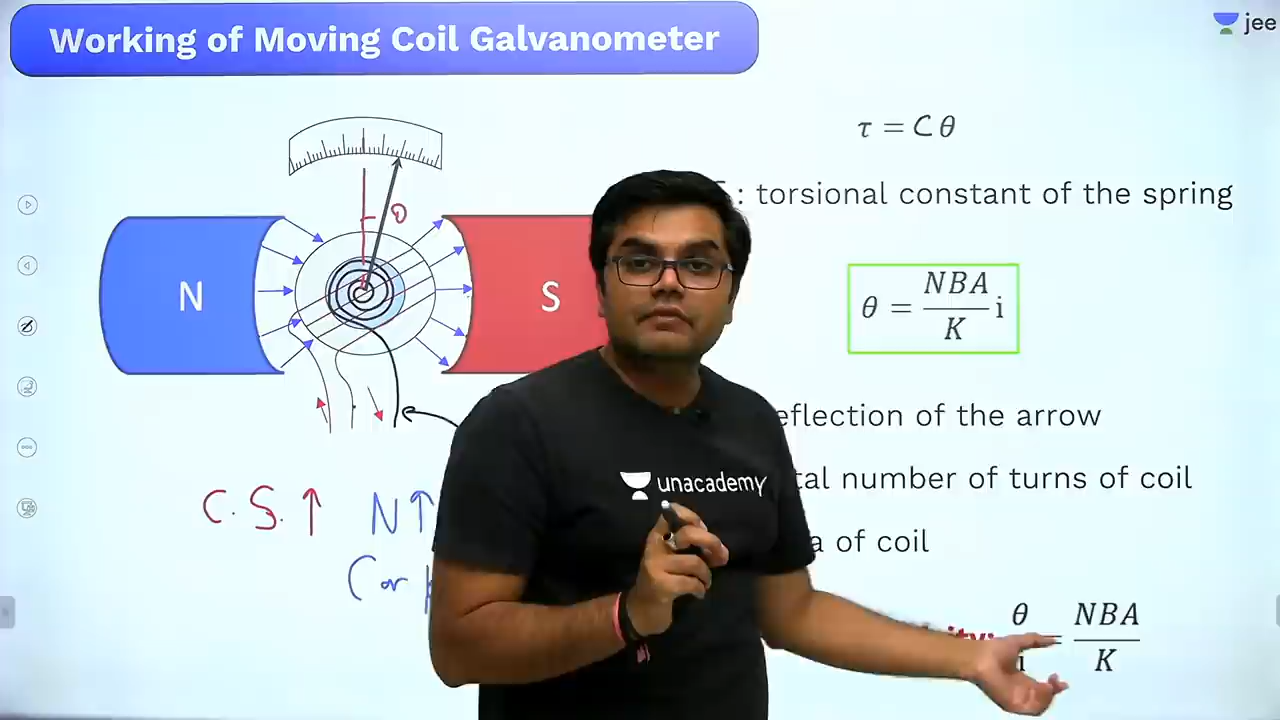 Working of Moving Coil Galvanometer
jee
τ = C θ
: torsional constant of the spring
θ
N
S
θ = NBA/K i
eflection of the arrow
tal number of turns of coil
C.S. ↑ N↑
of coil
(or
unacademy
θ/i = NBA/K